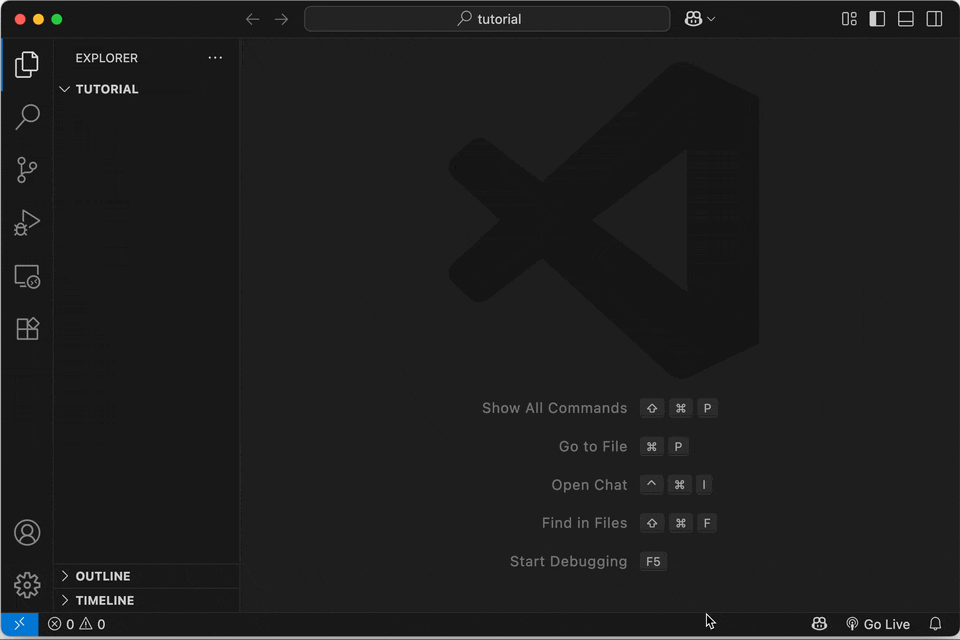 tutorial
EXPLORER
TUTORIAL
Show All Commands ⇧ ⌘ P
Go to File ⌘ P
Open Chat ^ ⌘ I
Find in Files ⇧ ⌘ F
Start Debugging F5
OUTLINE
TIMELINE
0 0
Go Live